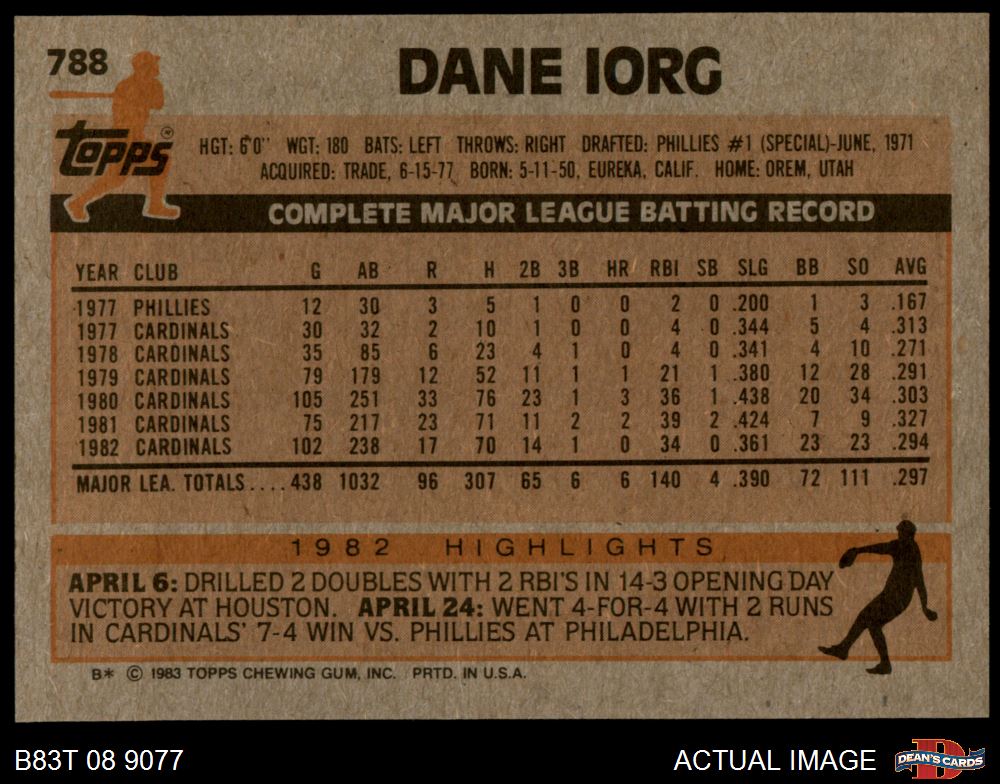 788
DANE IORG
Topps
HGT: 6'0" WGT: 180 BATS: LEFT THROWS: RIGHT DRAFTED: PHILLIES #1 (SPECIAL)-JUNE, 1971
ACQUIRED: TRADE, 6-15-77 BORN: 5-11-50, EUREKA, CALIF. HOME: OREM, UTAH
COMPLETE MAJOR LEAGUE BATTING RECORD
YEAR CLUB G AB R H 2B 3B HR RBI SB SLG BB SO AVG
1977 PHILLIES 12 30 3 5 1 0 0 2 0 .200 1 3 .167
1977 CARDINALS 30 32 2 10 1 0 0 4 0 .344 5 4 .313
1978 CARDINALS 35 85 6 23 4 1 0 4 0 .341 4 10 .271
1979 CARDINALS 79 179 12 52 11 1 1 21 1 .380 12 28 .291
1980 CARDINALS 105 251 33 76 23 1 3 36 1 .438 20 34 .303
1981 CARDINALS 75 217 23 71 11 2 2 39 2 .424 7 9 .327
1982 CARDINALS 102 238 17 70 14 1 0 34 0 .361 23 23 .294
MAJOR LEA. TOTALS....438 1032 96 307 65 6 6 140 4 .390 72 111 .297
1982 HIGHLIGHTS
APRIL 6: DRILLED 2 DOUBLES WITH 2 RBI'S IN 14-3 OPENING DAY
VICTORY AT HOUSTON. APRIL 24: WENT 4-FOR-4 WITH 2 RUNS
IN CARDINALS' 7-4 WIN VS. PHILLIES AT PHILADELPHIA.
B* © 1983 TOPPS CHEWING GUM, INC. PRTD. IN U.S.A.
B83T 08 9077
ACTUAL IMAGE
DEAN'S CARDS